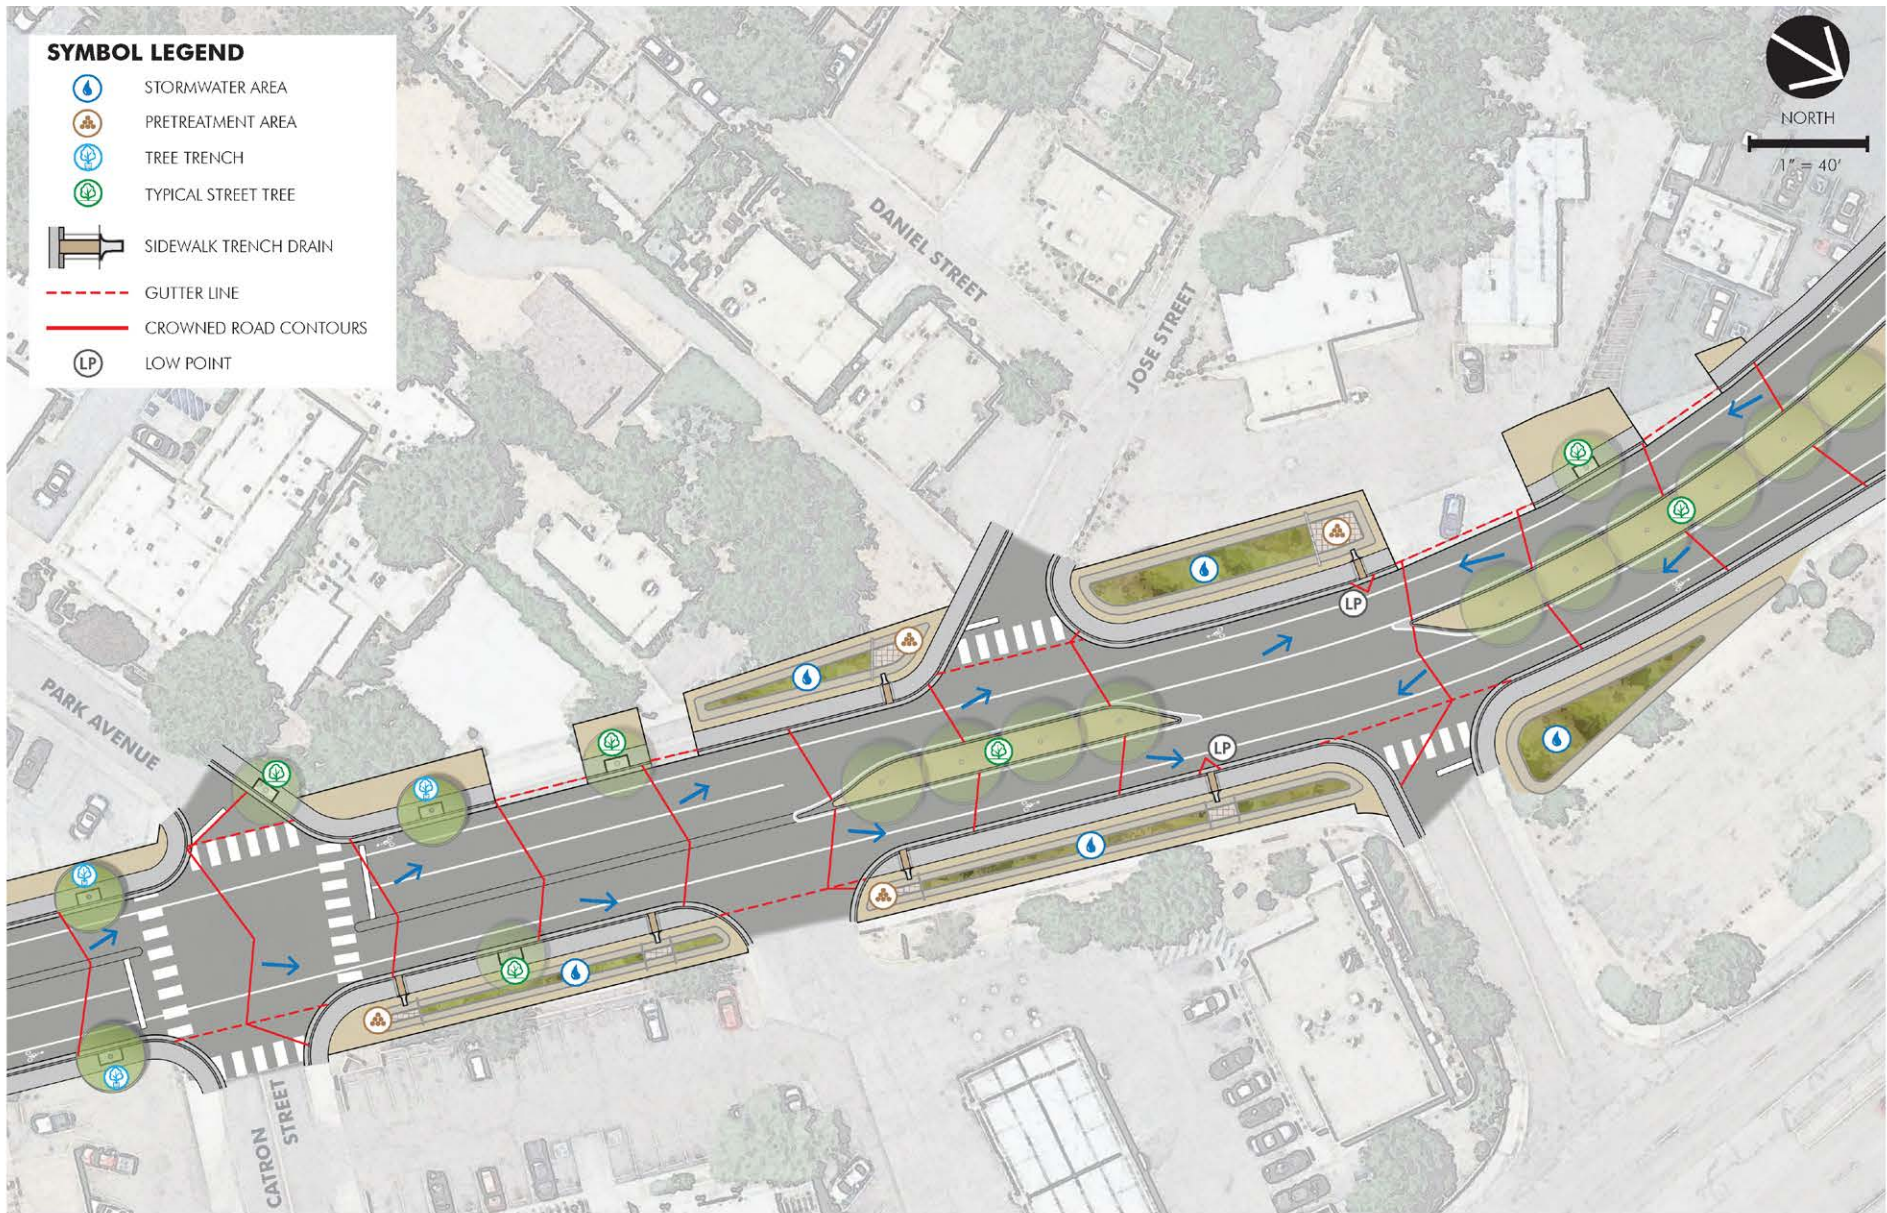 SYMBOL LEGEND
STORMWATER AREA
PRETREATMENT AREA
TREE TRENCH
TYPICAL STREET TREE
SIDEWALK TRENCH DRAIN
GUTTER LINE
CROWNED ROAD CONTOURS
LP LOW POINT
NORTH
1" = 40'
DANIEL STREET
JOSE STREET
LP
PARK AVENUE
LP
CATRON
STREET